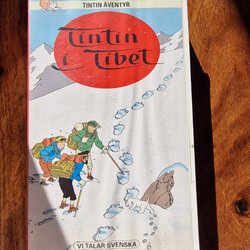 TINTIN ÄVENTYR
Tintin
i Tibet
VI TALAR SVENSKA